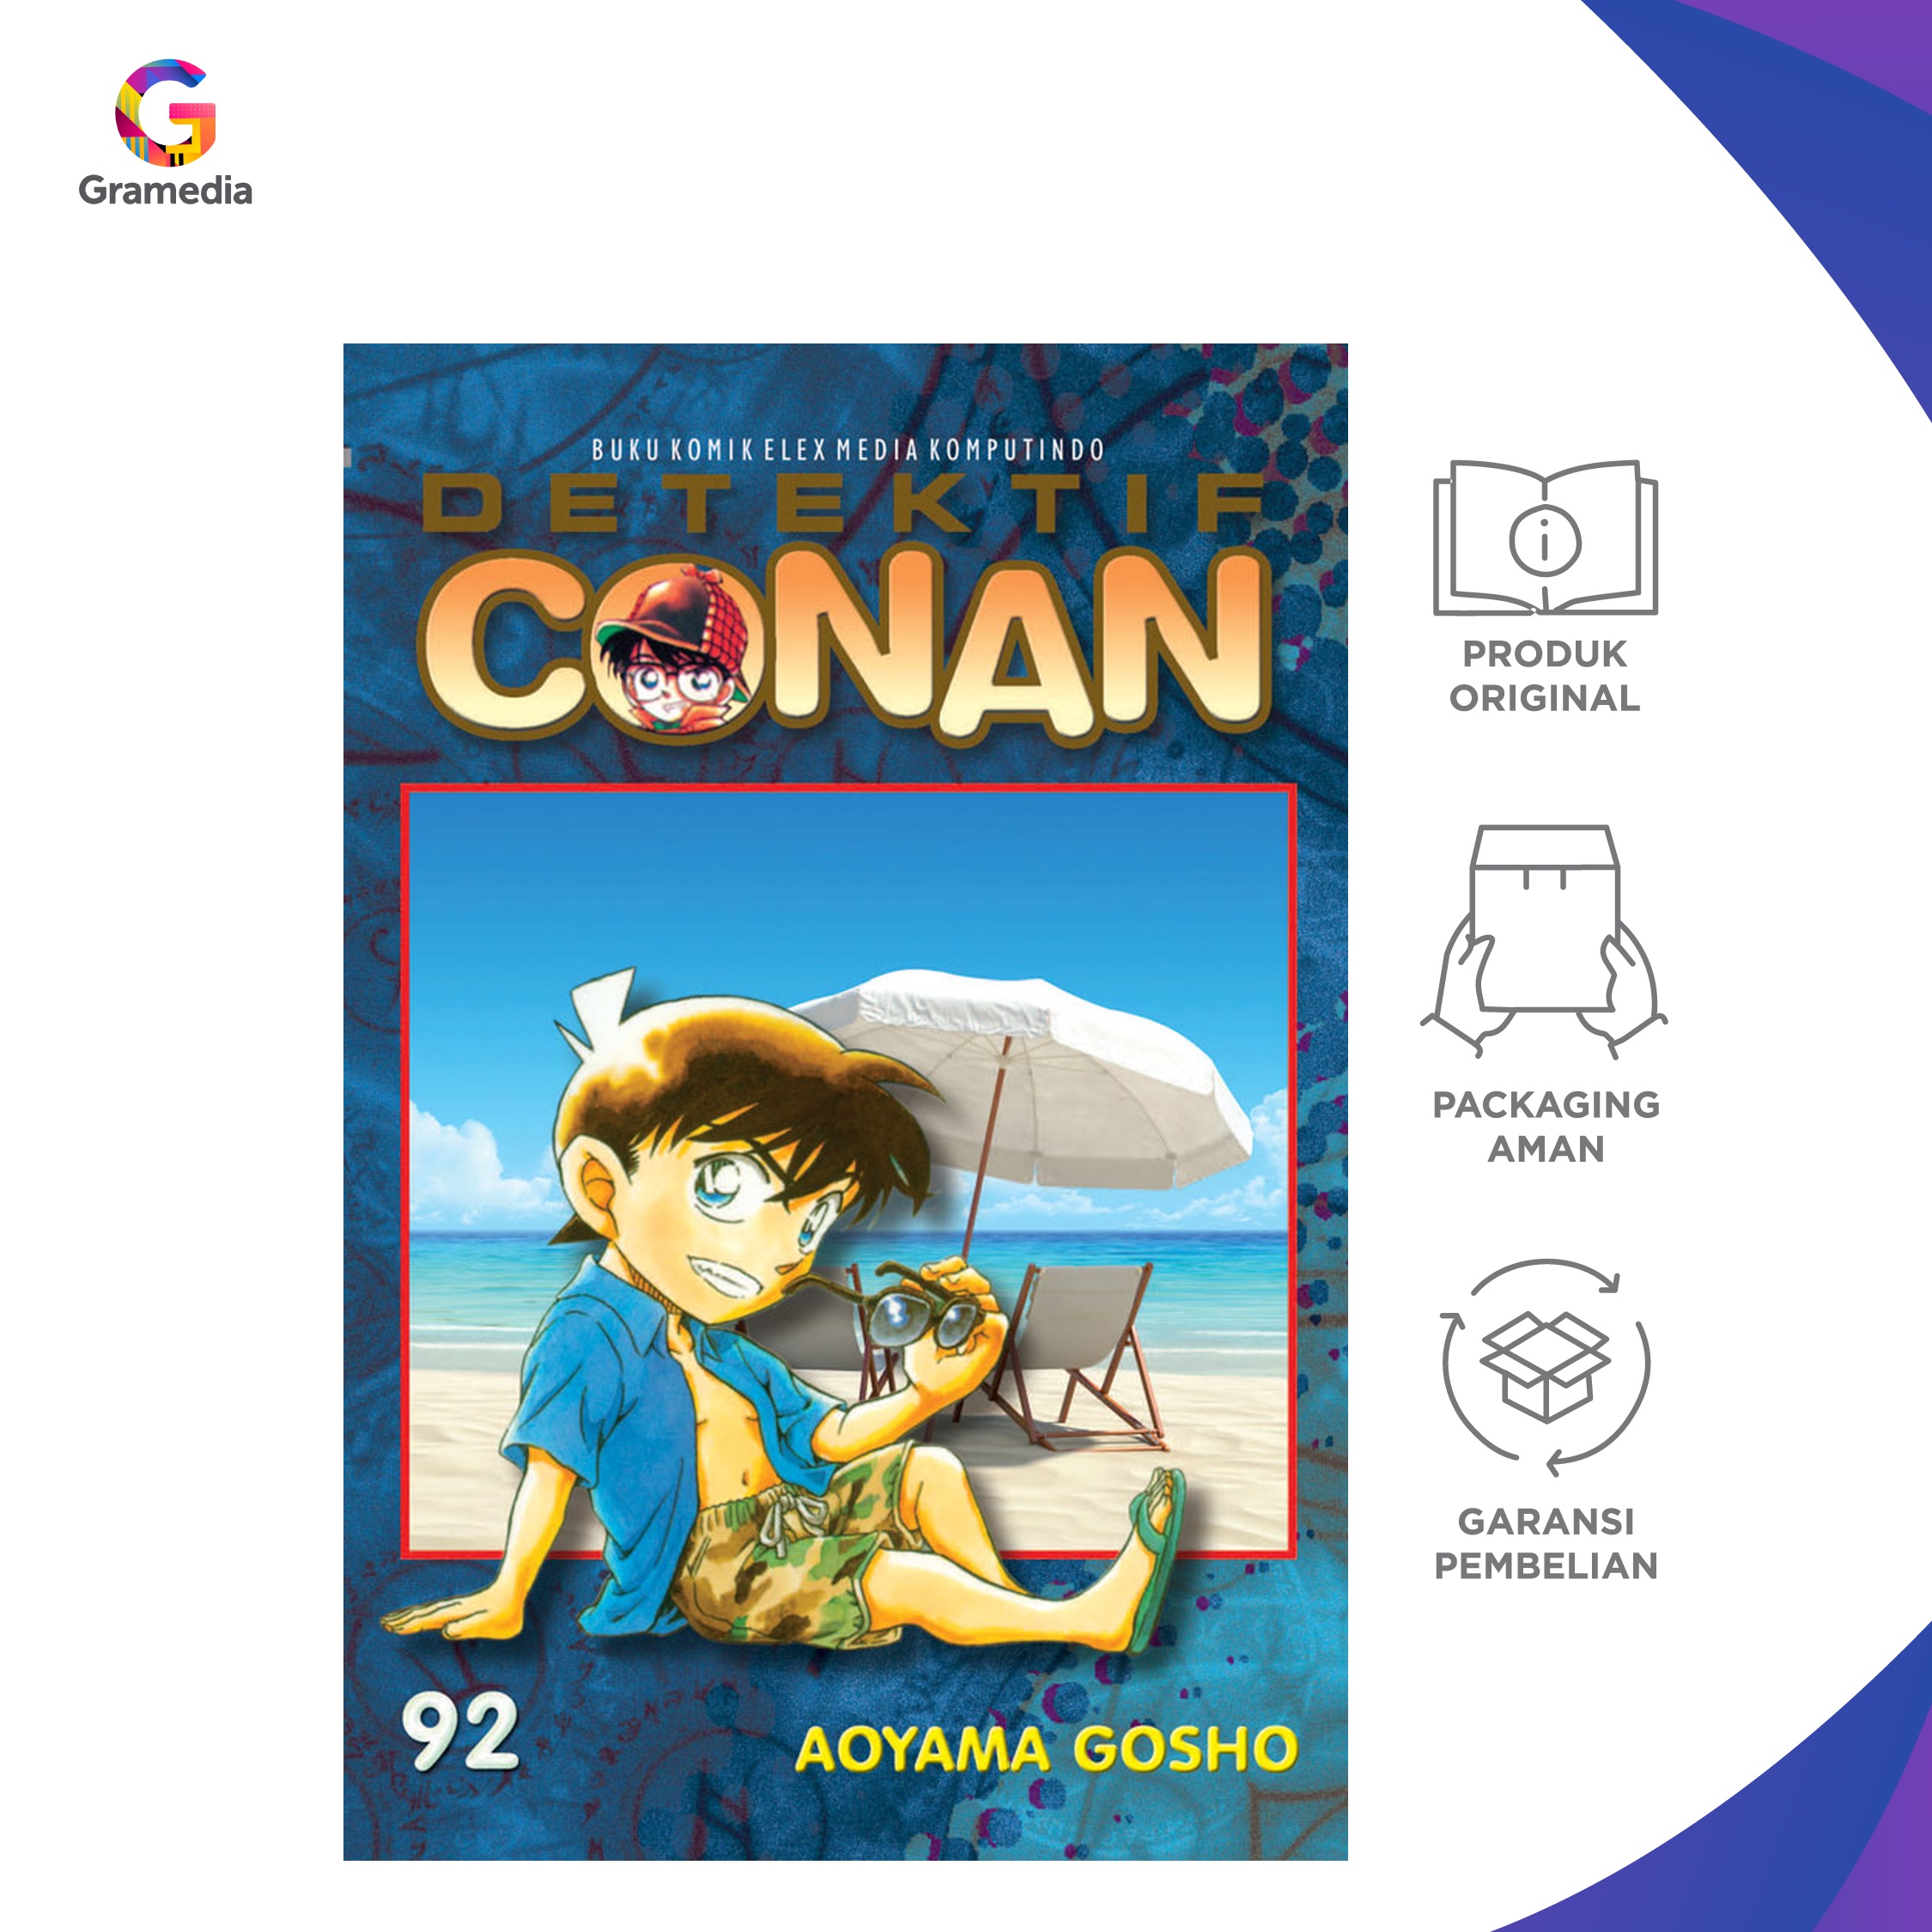 Gramedia
BUKU KOMIK ELEX MEDIA KOMPUTINDO
DETEKTIF
CONAN
92
AOYAMA GOSHO
PRODUK
ORIGINAL
PACKAGING
AMAN
GARANSI
PEMBELIAN